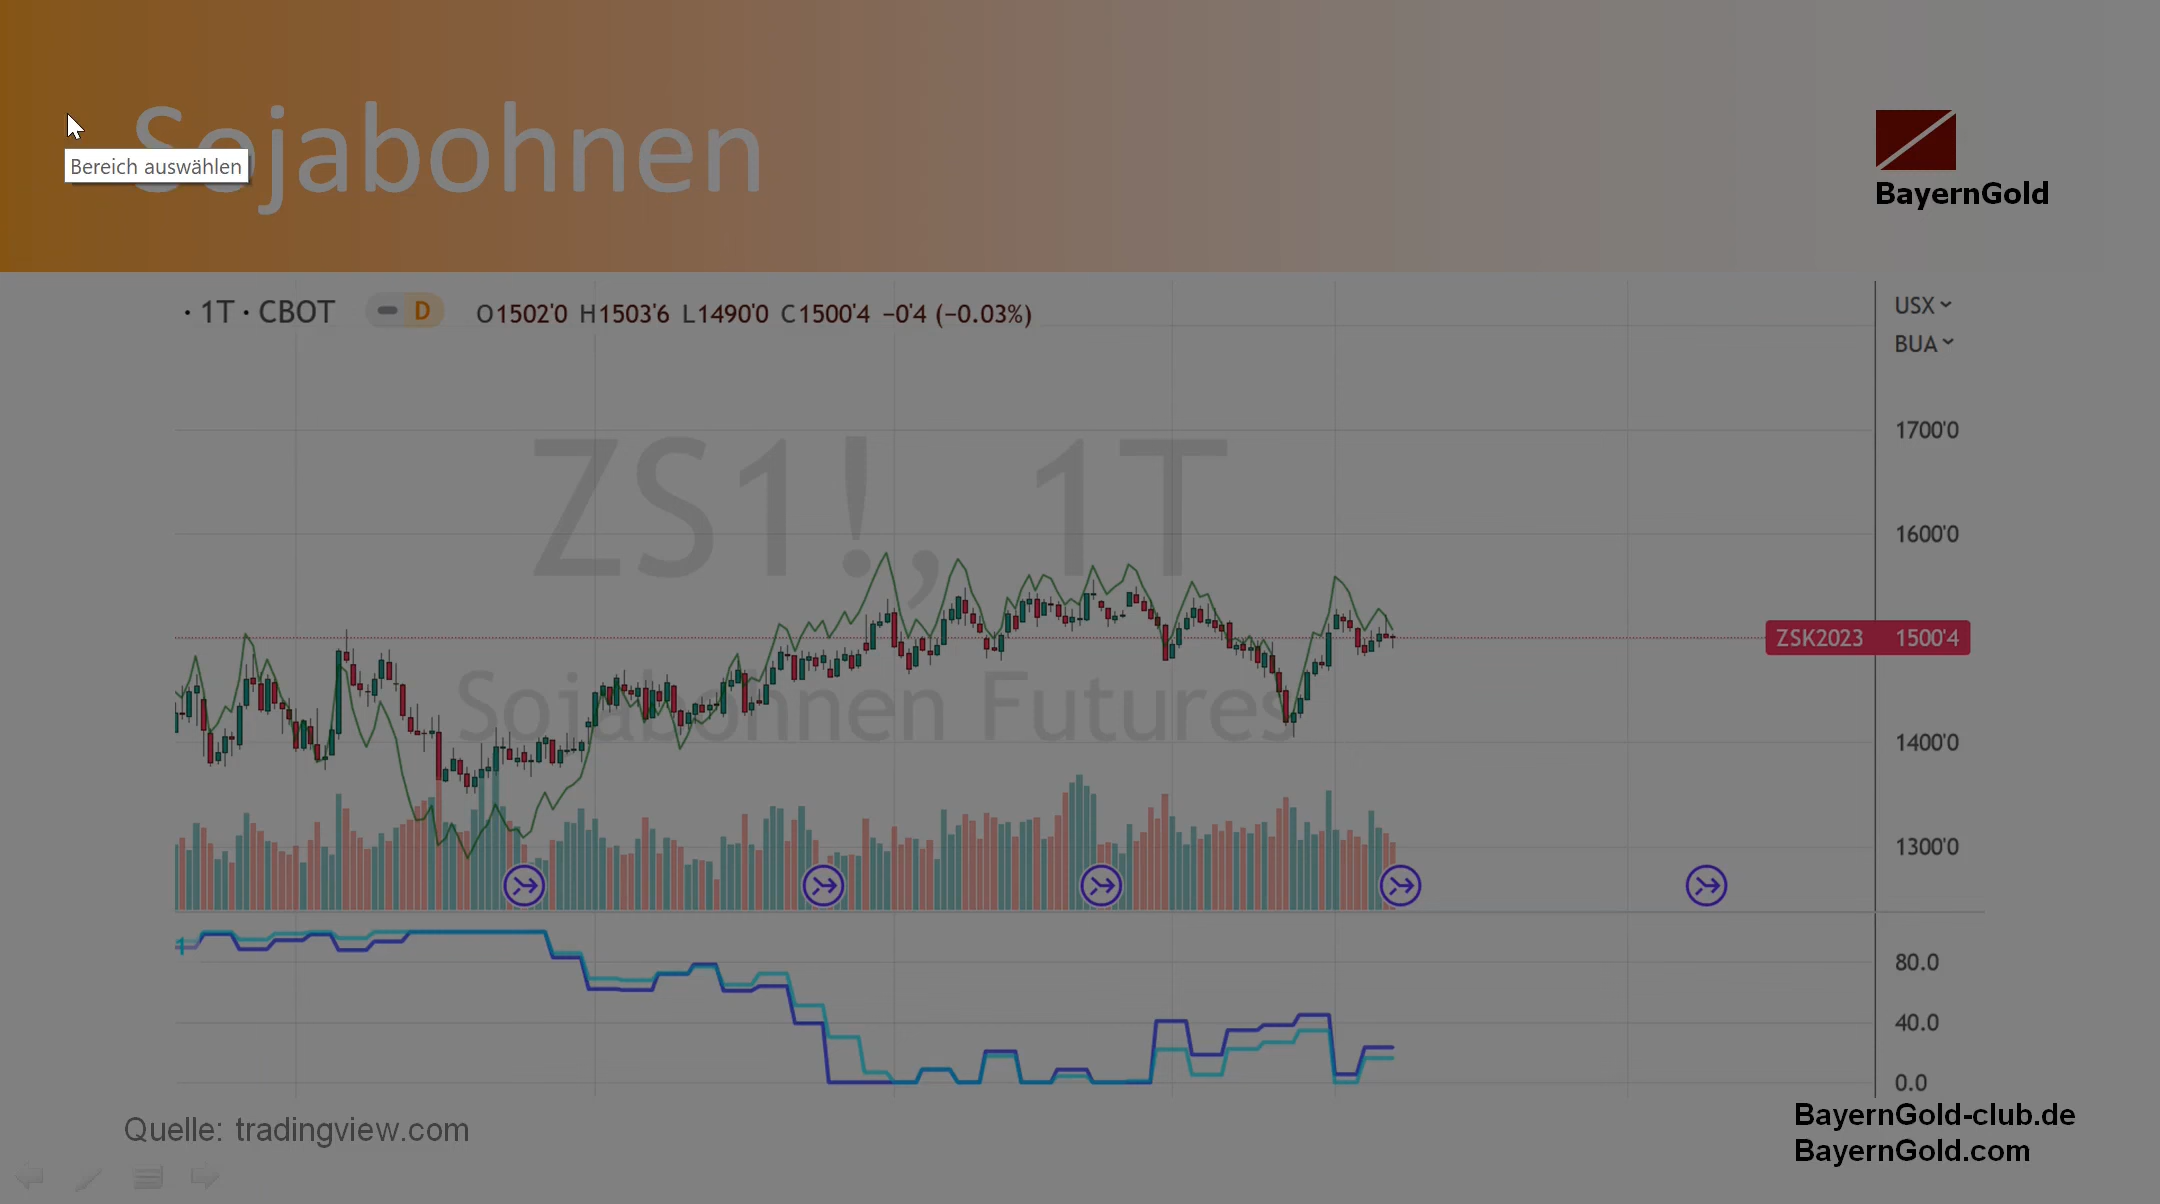 Sojabohnen
Bereich auswählen
BayernGold
· 1T · CBOT D O1502'0 H1503'6 L1490'0 C1500'4 −0'4 (−0.03%)
USX
BUA
1700'0
ZS1!, 1T
1600'0
ZSK2023 1500'4
Sojabohnen Futures
1400'0
1300'0
1
80.0
40.0
0.0
Quelle: tradingview.com
BayernGold-club.de
BayernGold.com